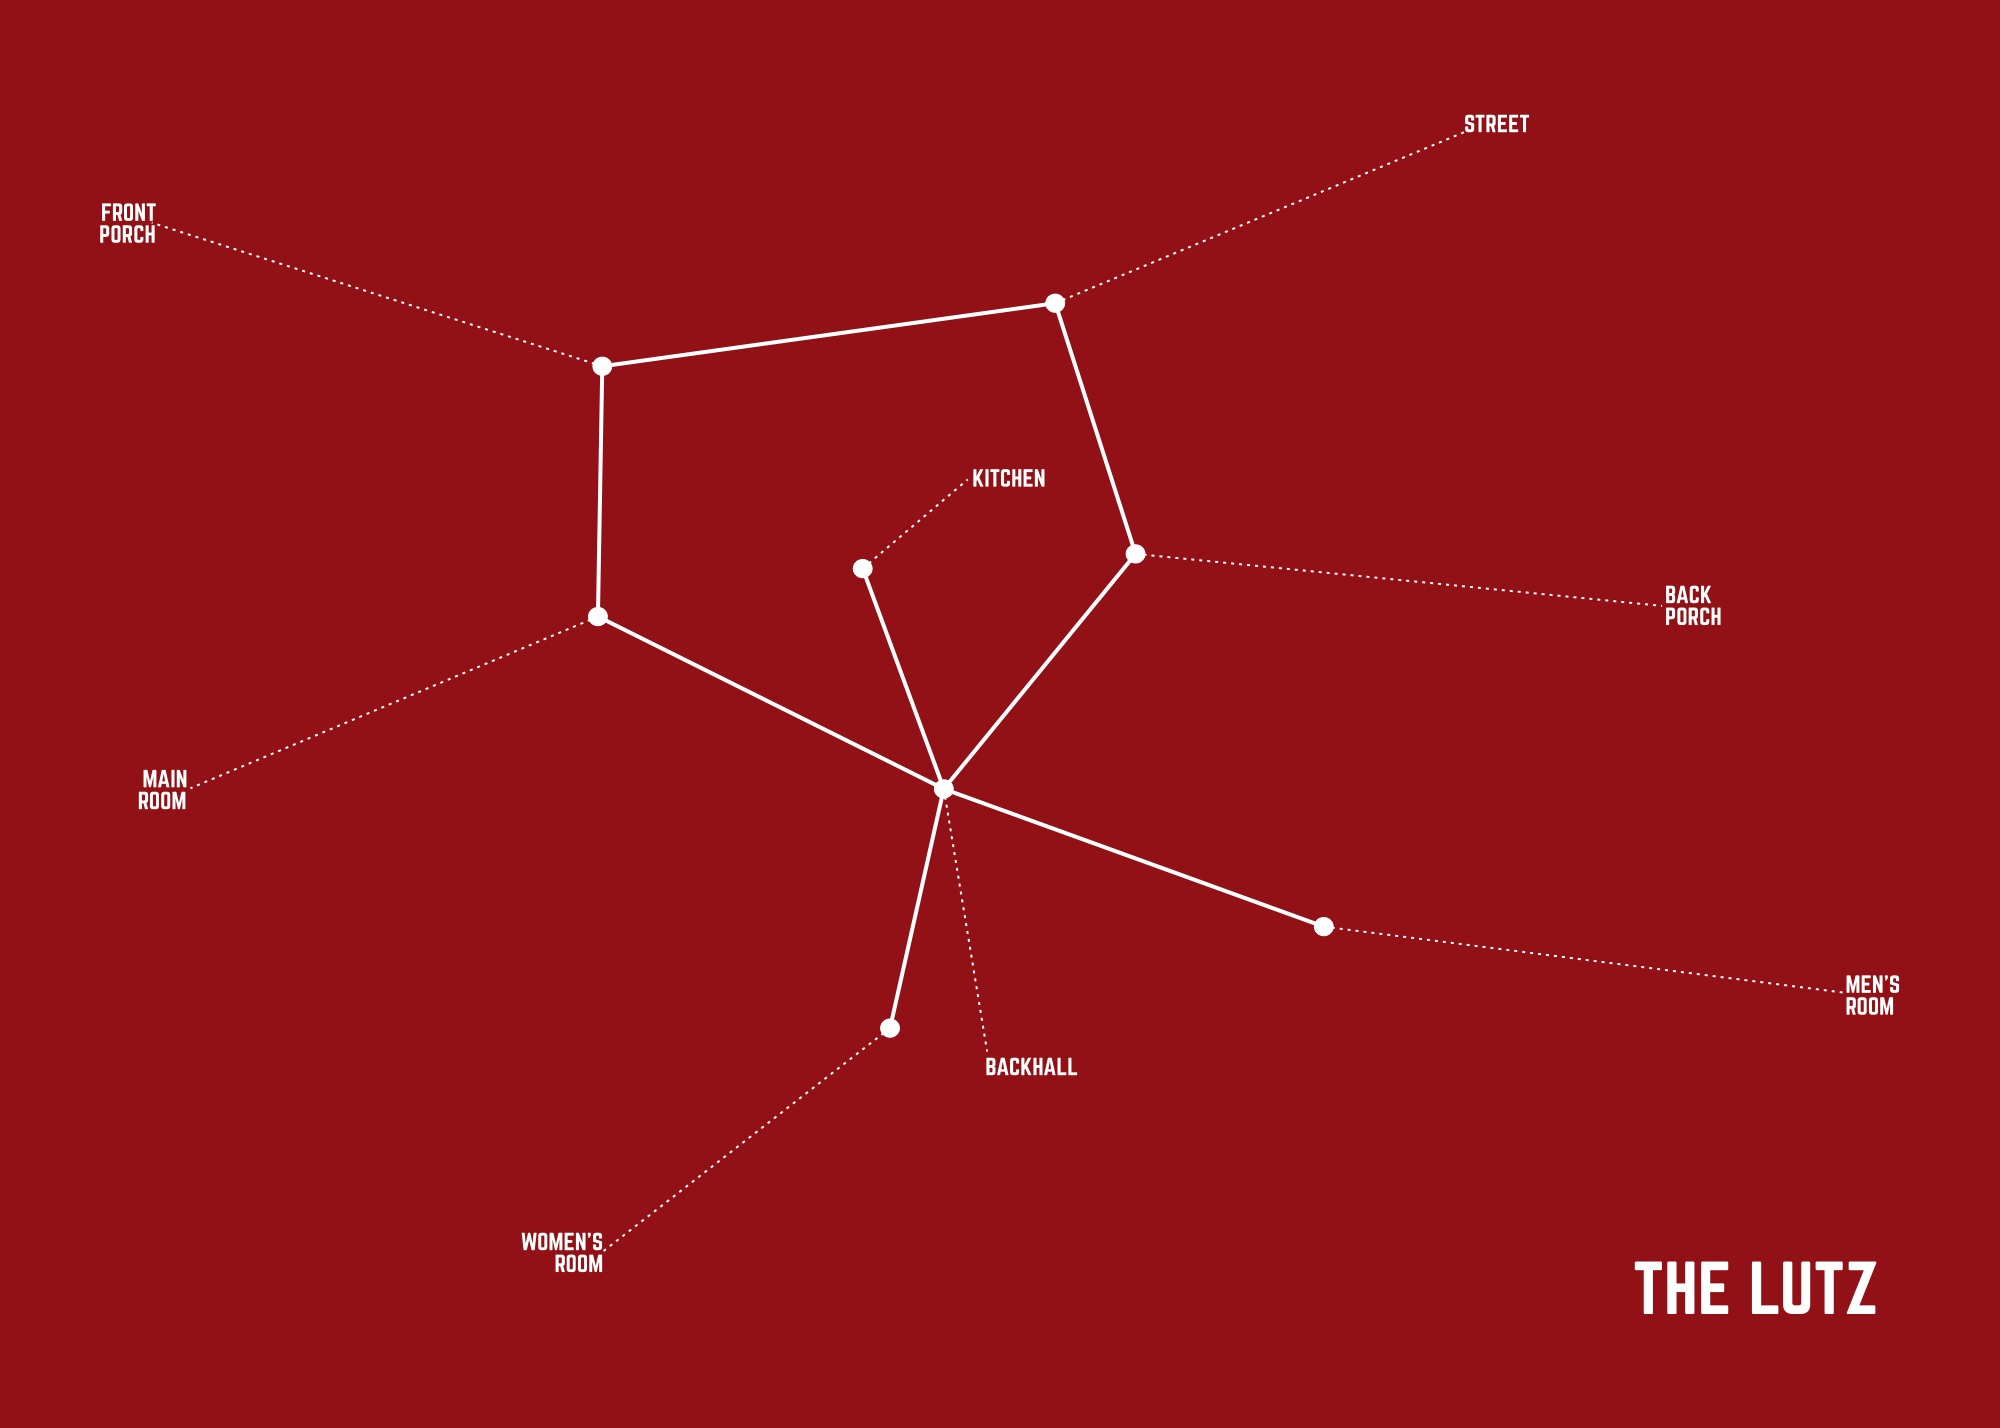 STREET
FRONT
PORCH
KITCHEN
BACK
PORCH
MAIN
ROOM
MEN'S
ROOM
BACKHALL
WOMEN'S
ROOM
THE LUTZ